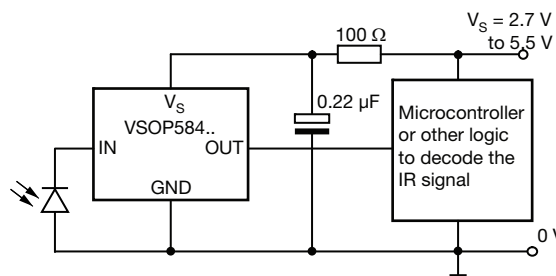 V_S = 2.7 V
to 5.5 V
100 Ω
0.22 µF
V_S
VSOP584..
IN
OUT
GND
Microcontroller
or other logic
to decode the
IR signal
0 V